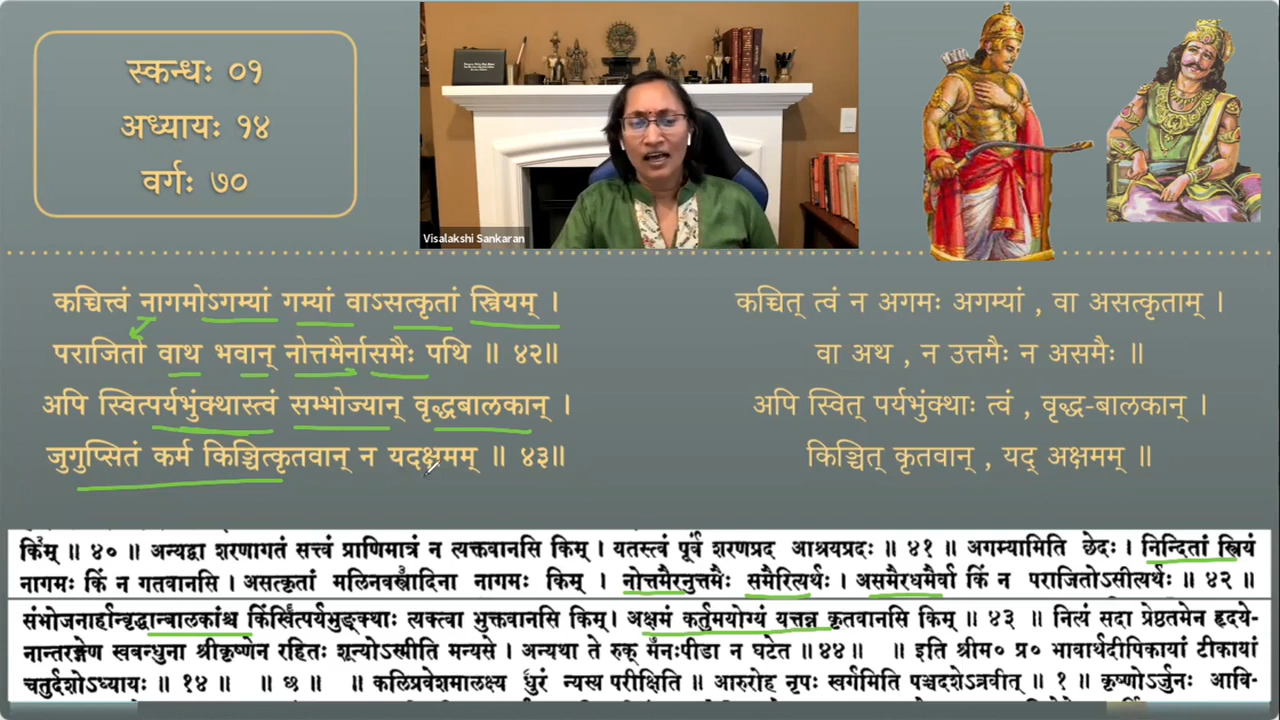 स्कन्धः ०१
अध्यायः १४
वर्गः ७०
Visalakshi Sankaran
कच्चित्त्वं नागमोऽगम्यां गम्यां वाऽसत्कृतां स्त्रियम् ।
पराजितो वाथ भवान् नोत्तमैर्नासमैः पथि ॥ ४२॥
अपि स्वित्पर्यभुंक्थास्त्वं सम्भोज्यान् वृद्धबालकान् ।
जुगुप्सितं कर्म किञ्चित्कृतवान् न यदक्षमम् ॥ ४३॥
कच्चित् त्वं न अगमः अगम्यां , वा असत्कृताम् ।
वा अथ , न उत्तमैः न असमैः ॥
अपि स्वित् पर्यभुंक्थाः त्वं , वृद्ध-बालकान् ।
किञ्चित् कृतवान् , यद् अक्षमम् ॥
किम् ॥ ४० ॥ अन्यद्वा शरणागतं सत्त्वं प्राणिमात्रं न त्यक्तवानसि किम् । यतस्त्वं पूर्वं शरणप्रद आश्रयप्रदः ॥ ४१ ॥ अगम्यामिति छेदः । निन्दितां स्त्रियं
नागमः किं न गतवानसि । असत्कृतां मलिनवस्त्रादिना नागमः किम् । नोत्तमैरनुत्तमैः समैरित्यर्थः । असमैरधमैर्वा किं न पराजितोऽसीत्यर्थः ॥ ४२ ॥
संभोजनार्हान्वृद्धान्बालकांश्च किंस्वित्पर्यभुङ्क्थाः त्यक्त्वा भुक्तवानसि किम् । अक्षमं कर्तुमयोग्यं यत्तन्न कृतवानसि किम् ॥ ४३ ॥ नित्यं सदा प्रेष्ठतमेन हृदये-
नान्तरङ्गेण स्वबन्धुना श्रीकृष्णेन रहितः शून्योऽस्मीति मन्यसे । अन्यथा ते रुक् मनःपीडा न घटेत ॥ ४४ ॥ ॥ इति श्रीम० प्र० भावार्थदीपिकायां टीकायां
चतुर्दशोऽध्यायः ॥ १४ ॥ ॥ छ ॥ ॥ कलिप्रवेशमालक्ष्य धुरं न्यस्य परीक्षिति ॥ आरुरोह नृपः स्वर्गमिति पञ्चदशेऽब्रवीत् ॥ १ ॥ कृष्णोऽर्जुनः आवि-